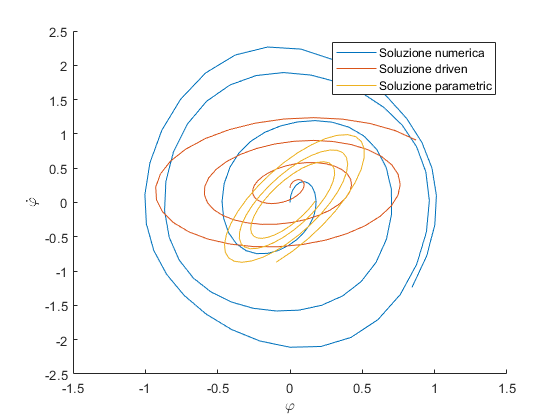 2.5
2
1.5
1
0.5
0
-0.5
-1
-1.5
-2
-2.5
φ̇
Soluzione numerica
Soluzione driven
Soluzione parametric
-1.5 -1 -0.5 0 0.5 1 1.5
φ